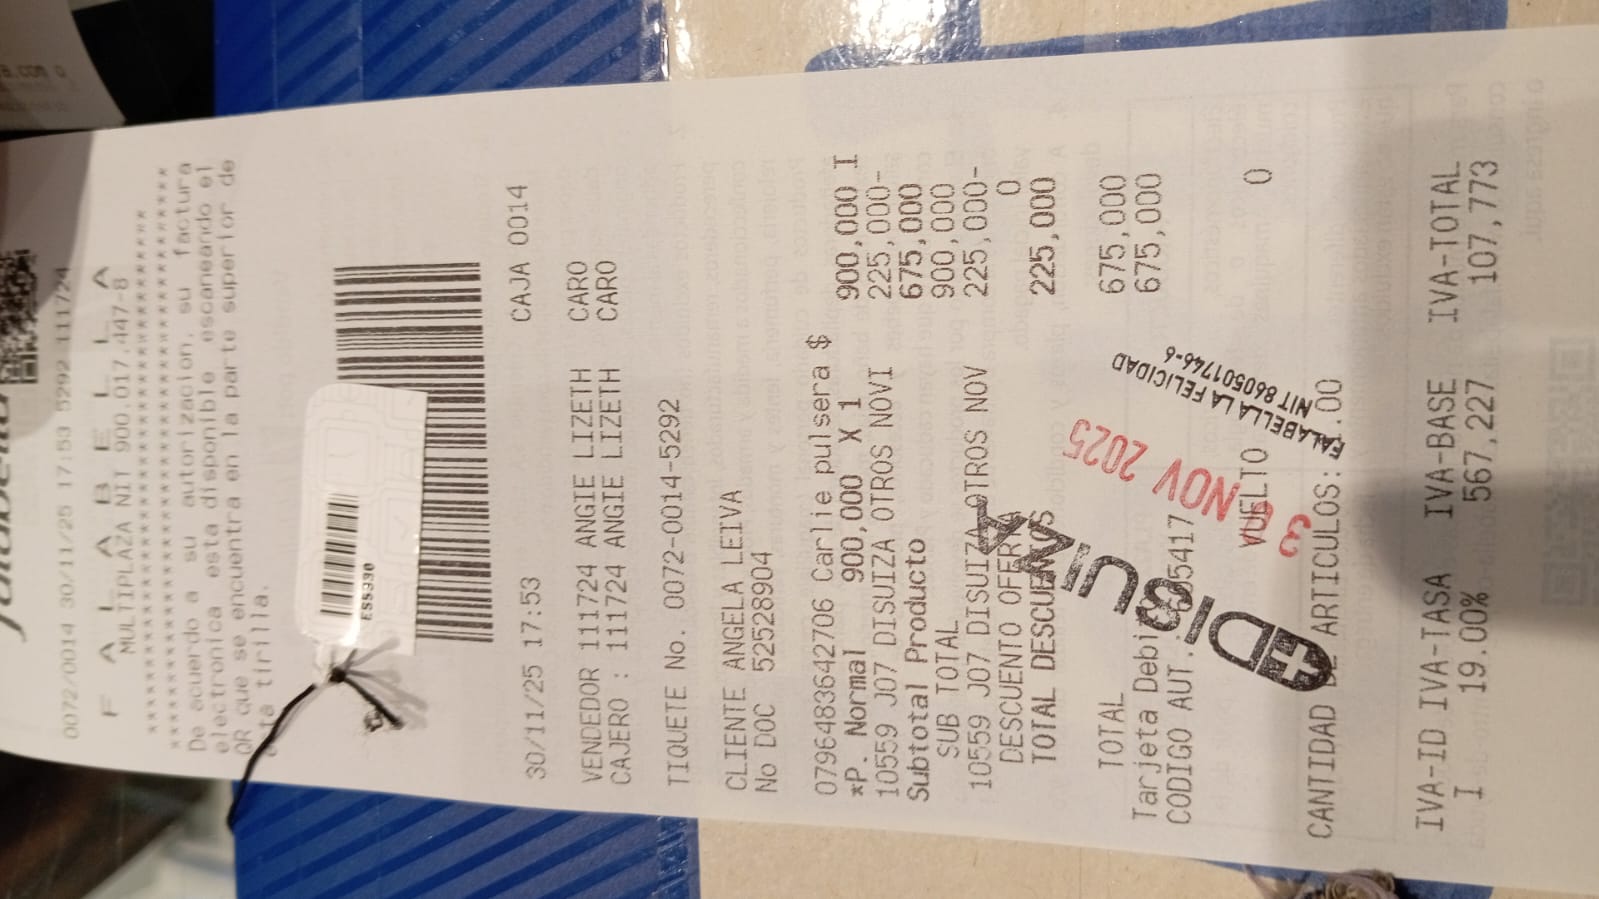 falabella
0072/0014 30/11/25 17:53 5292 111724
F A L A B E L L A
MULTIPLAZA NIT 900.017.447-8
De acuerdo a su autorizacion, su factura
electronica esta disponible escaneando el
QR que se encuentra en la parte superior de
esta tirilla.
ES5990
30/11/25 17:53 CAJA 0014
VENDEDOR 111724 ANGIE LIZETH CARO
CAJERO : 111724 ANGIE LIZETH CARO
TIQUETE No. 0072-0014-5292
CLIENTE ANGELA LEIVA
No DOC 52528904
0796483642706 Carlie pulsera $
*P. Normal 900,000 X 1 900,000 I
10559 J07 DISUIZA OTROS NOVI 225,000-
Subtotal Producto 675,000
SUB TOTAL 900,000
10559 J07 DISUIZA OTROS NOV 225,000-
DESCUENTO OFERTA 0
TOTAL DESCUENTOS 225,000
TOTAL 675,000
Tarjeta Debi 675,000
CODIGO AUT. 5417
VUELTO 0
DISUIZA
30 NOV 2025
FALABELLA LA FELICIDAD
NIT 860501746-6
CANTIDAD DE ARTICULOS: .00
IVA-ID IVA-TASA IVA-BASE IVA-TOTAL
I 19.00% 567,227 107,773